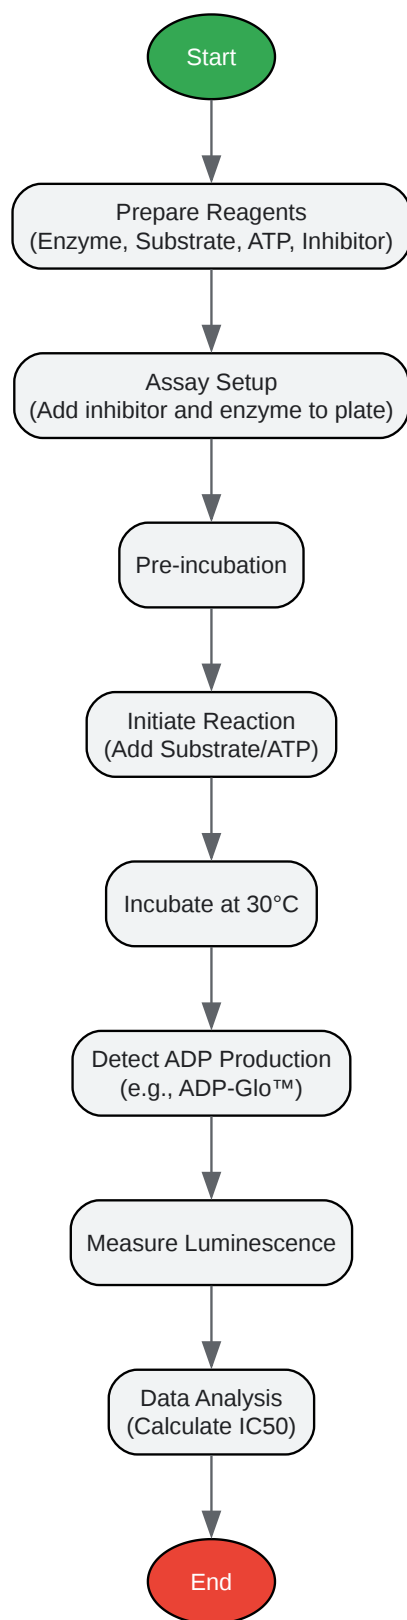 Start
Prepare Reagents
(Enzyme, Substrate, ATP, Inhibitor)
Assay Setup
(Add inhibitor and enzyme to plate)
Pre-incubation
Initiate Reaction
(Add Substrate/ATP)
Incubate at 30°C
Detect ADP Production
(e.g., ADP-Glo™)
Measure Luminescence
Data Analysis
(Calculate IC50)
End